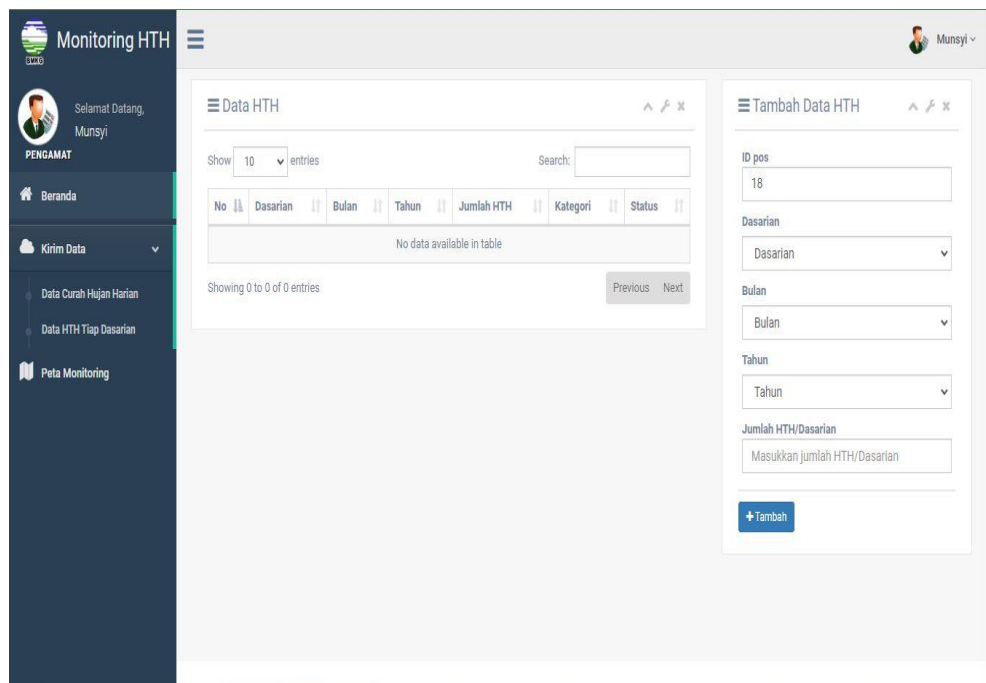 Monitoring HTH
BMKG
Munsyi
Selamat Datang,
Munsyi
PENGAMAT
Beranda
Kirim Data
Data Curah Hujan Harian
Data HTH Tiap Dasarian
Peta Monitoring
Data HTH
Show 10 entries
Search:
No Dasarian Bulan Tahun Jumlah HTH Kategori Status
No data available in table
Showing 0 to 0 of 0 entries
Previous Next
Tambah Data HTH
ID pos
18
Dasarian
Dasarian
Bulan
Bulan
Tahun
Tahun
Jumlah HTH/Dasarian
Masukkan jumlah HTH/Dasarian
+Tambah